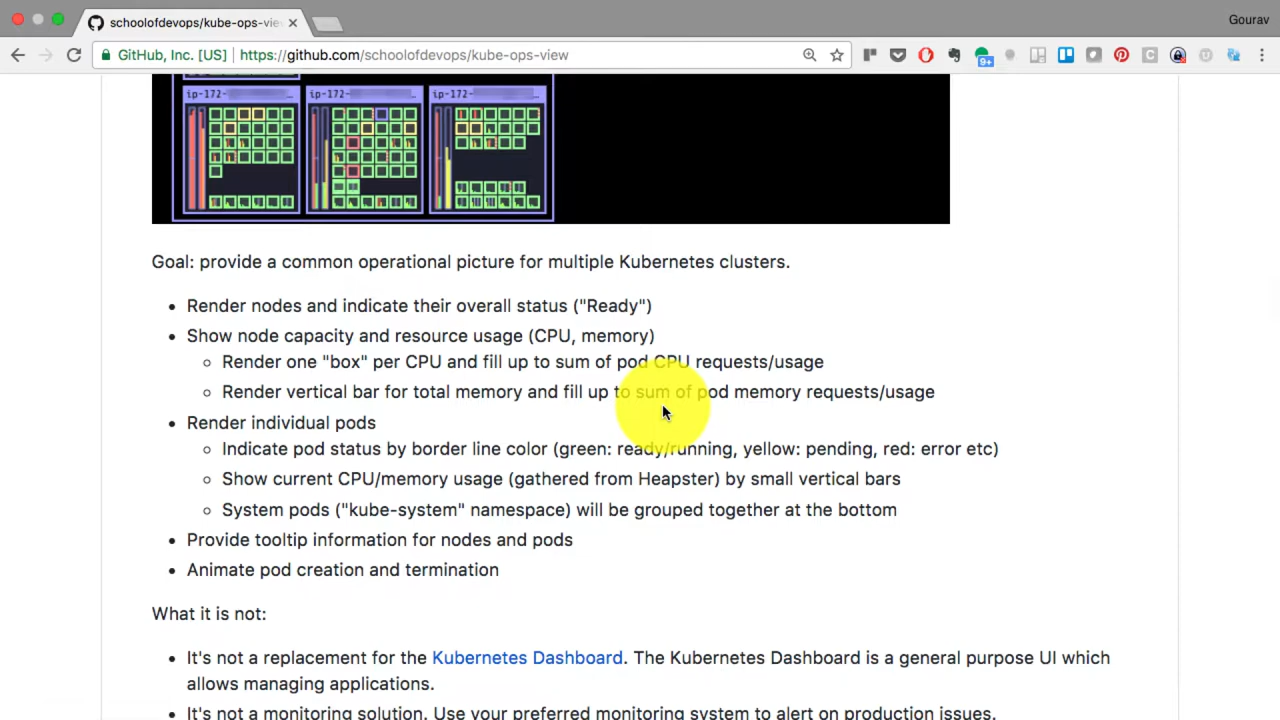 schoolofdevops/kube-ops-vie
Gourav
GitHub, Inc. [US] https://github.com/schoolofdevops/kube-ops-view
9+
ip-172- ... ip-172- ... ip-172- ...
Goal: provide a common operational picture for multiple Kubernetes clusters.
• Render nodes and indicate their overall status ("Ready")
• Show node capacity and resource usage (CPU, memory)
◦ Render one "box" per CPU and fill up to sum of pod CPU requests/usage
◦ Render vertical bar for total memory and fill up to sum of pod memory requests/usage
• Render individual pods
◦ Indicate pod status by border line color (green: ready/running, yellow: pending, red: error etc)
◦ Show current CPU/memory usage (gathered from Heapster) by small vertical bars
◦ System pods ("kube-system" namespace) will be grouped together at the bottom
• Provide tooltip information for nodes and pods
• Animate pod creation and termination
What it is not:
• It's not a replacement for the Kubernetes Dashboard. The Kubernetes Dashboard is a general purpose UI which
allows managing applications.
• It's not a monitoring solution. Use your preferred monitoring system to alert on production issues.